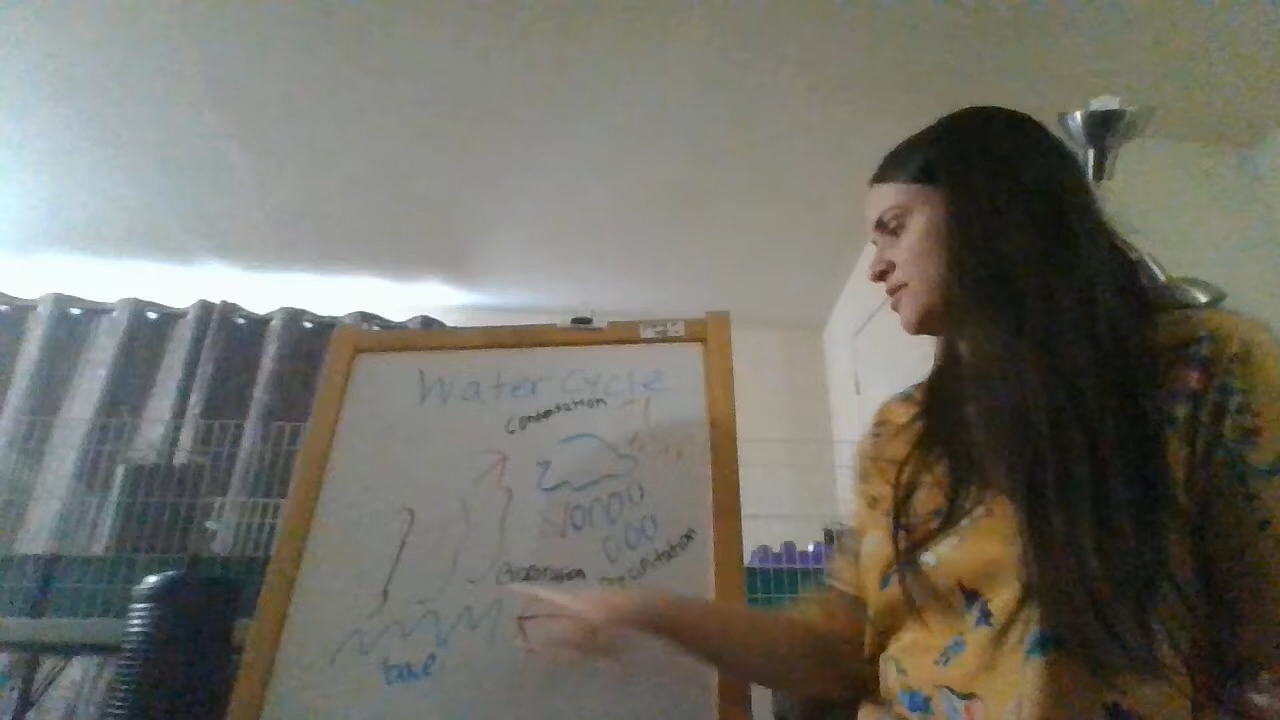 Water Cycle
Condensation
Evaporation
precipitation
lake